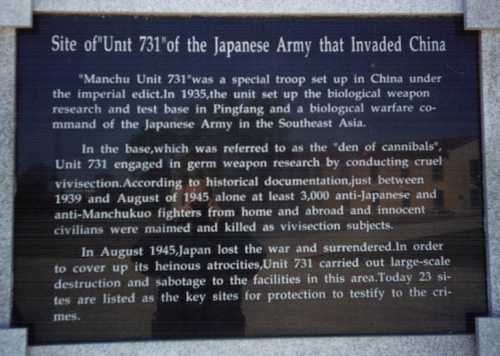 Site of"Unit 731"of the Japanese Army that Invaded China
"Manchu Unit 731"was a special troop set up in China under
the imperial edict.In 1935,the unit set up the biological weapon
research and test base in Pingfang and a biological warfare co-
mmand of the Japanese Army in the Southeast Asia.
In the base,which was referred to as the "den of cannibals",
Unit 731 engaged in germ weapon research by conducting cruel
vivisection.According to historical documentation,just between
1939 and August of 1945 alone at least 3,000 anti-Japanese and
anti-Manchukuo fighters from home and abroad and innocent
civilians were maimed and killed as vivisection subjects.
In August 1945,Japan lost the war and surrendered.In order
to cover up its heinous atrocities,Unit 731 carried out large-scale
destruction and sabotage to the facilities in this area.Today 23 si-
tes are listed as the key sites for protection to testify to the cri-
mes.